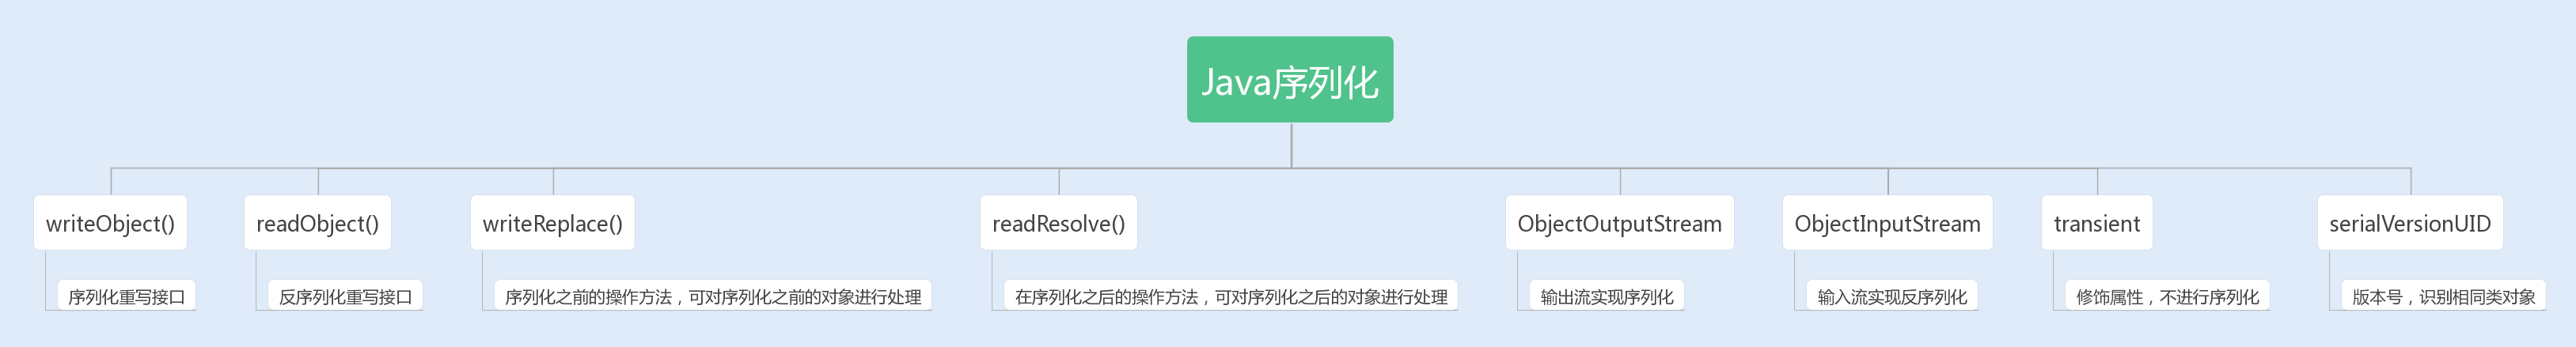 Java序列化
writeObject()
readObject()
writeReplace()
readResolve()
ObjectOutputStream
ObjectInputStream
transient
serialVersionUID
序列化重写接口
反序列化重写接口
序列化之前的操作方法，可对序列化之前的对象进行处理
在序列化之后的操作方法，可对序列化之后的对象进行处理
输出流实现序列化
输入流实现反序列化
修饰属性，不进行序列化
版本号，识别相同类对象